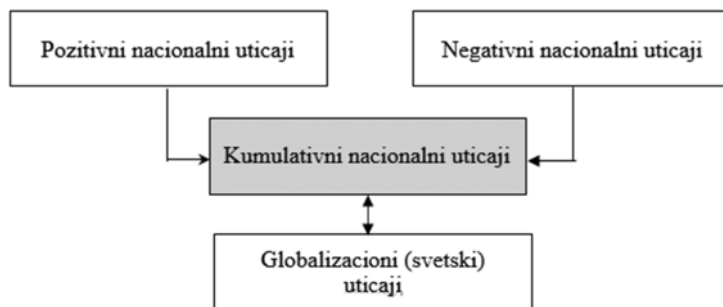 Pozitivni nacionalni uticaji
Negativni nacionalni uticaji
Kumulativni nacionalni uticaji
Globalizacioni (svetski)
uticaji